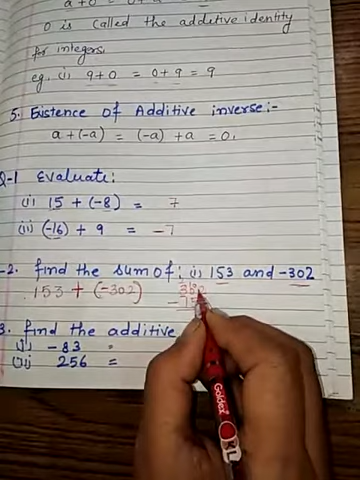 0 is called the additive identity
for integers.
eg. (i) 9+0 = 0+9 = 9
5. Existence of Additive inverse:-
a+(-a) = (-a) +a = 0.
Q-1 Evaluate:
(i) 15 + (-8) = 7
(ii) (-16) + 9 = -7
-2. find the sum of: (i) 153 and -302
153 + (-302)
3. find the additive
(i) -83 =
(ii) 256 =
Goldex